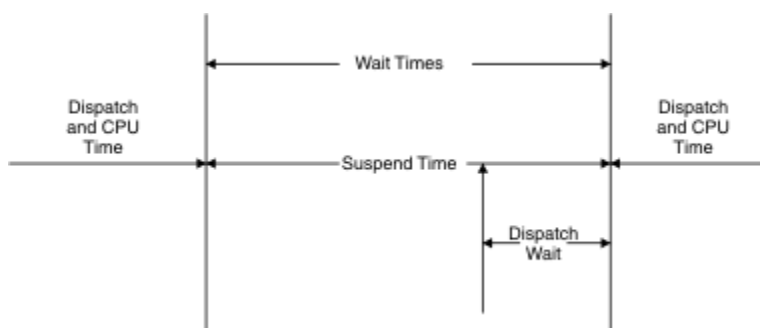 Wait Times
Dispatch
and CPU
Time
Suspend Time
Dispatch
and CPU
Time
Dispatch
Wait